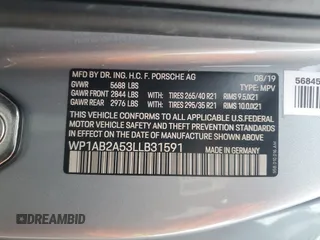 MFD. BY DR. ING. H.C. F. PORSCHE AG 08/19
GVWR 5688 LBS TYPE: MPV
GAWR FRONT 2844 LBS WITH TIRES 265/40 R21 RIMS 9.5JX21
GAWR REAR 2976 LBS WITH TIRES 295/35 R21 RIMS 10.0JX21
THIS VEHICLE CONFORMS TO ALL APPLICABLE U.S. FEDERAL
MOTOR VEHICLE SAFETY STANDARDS IN EFFECT ON THE
DATE OF MANUFACTURE SHOWN ABOVE.
WP1AB2A53LLB31591 MADE IN GERMANY
56845
DREAMBID